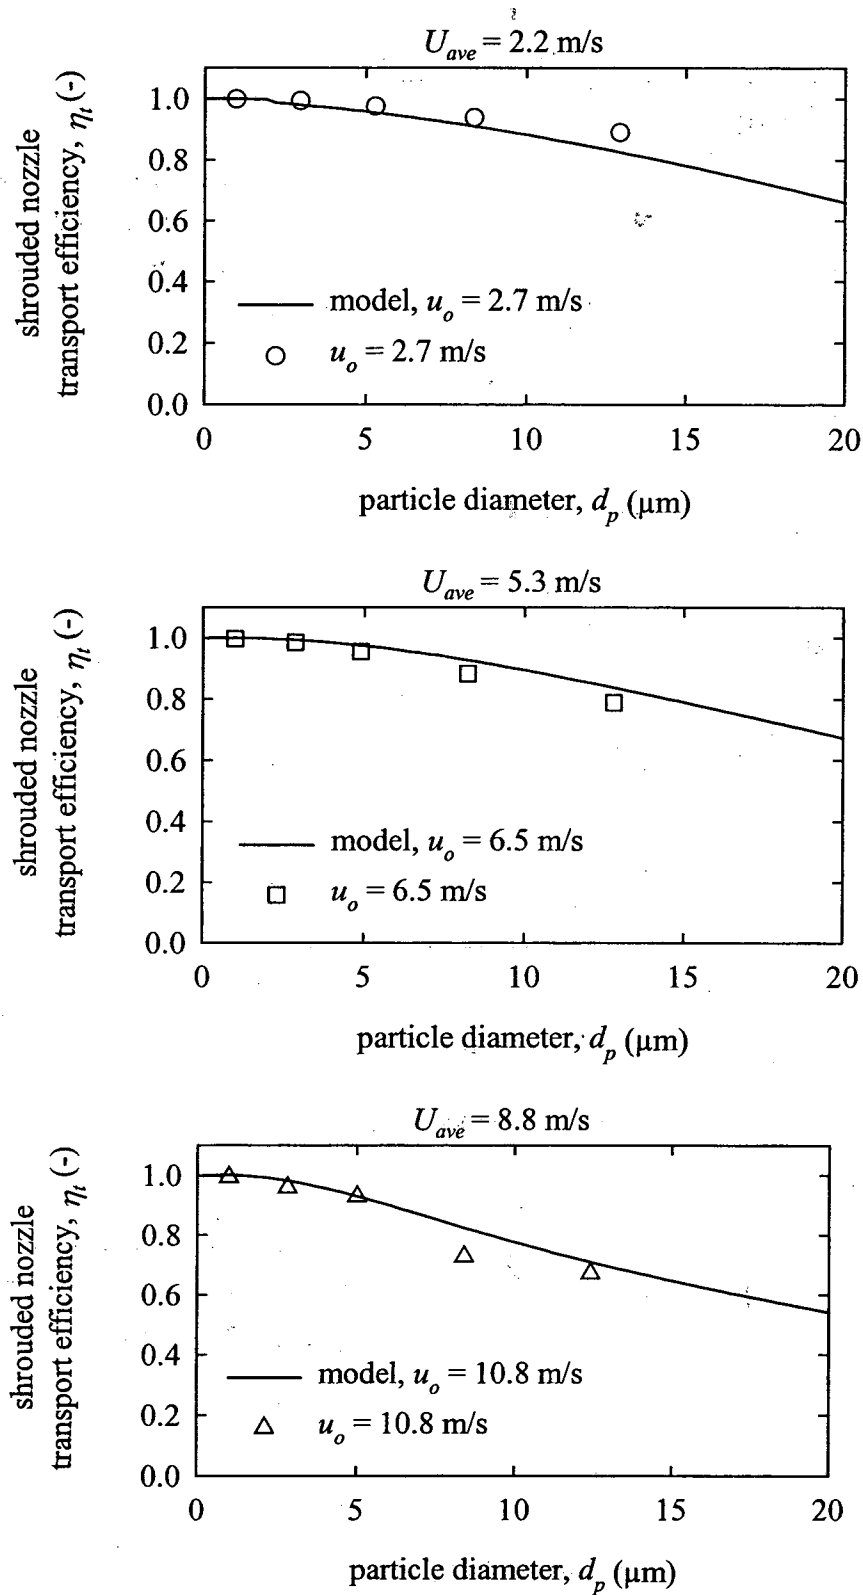 U_ave = 2.2 m/s
shrouded nozzle
transport efficiency, η_t (-)
1.0
0.8
0.6
0.4
0.2
0.0
model, u_o = 2.7 m/s
u_o = 2.7 m/s
0 5 10 15 20
particle diameter, d_p (μm)
U_ave = 5.3 m/s
shrouded nozzle
transport efficiency, η_t (-)
1.0
0.8
0.6
0.4
0.2
0.0
model, u_o = 6.5 m/s
u_o = 6.5 m/s
0 5 10 15 20
particle diameter, d_p (μm)
U_ave = 8.8 m/s
shrouded nozzle
transport efficiency, η_t (-)
1.0
0.8
0.6
0.4
0.2
0.0
model, u_o = 10.8 m/s
u_o = 10.8 m/s
0 5 10 15 20
particle diameter, d_p (μm)